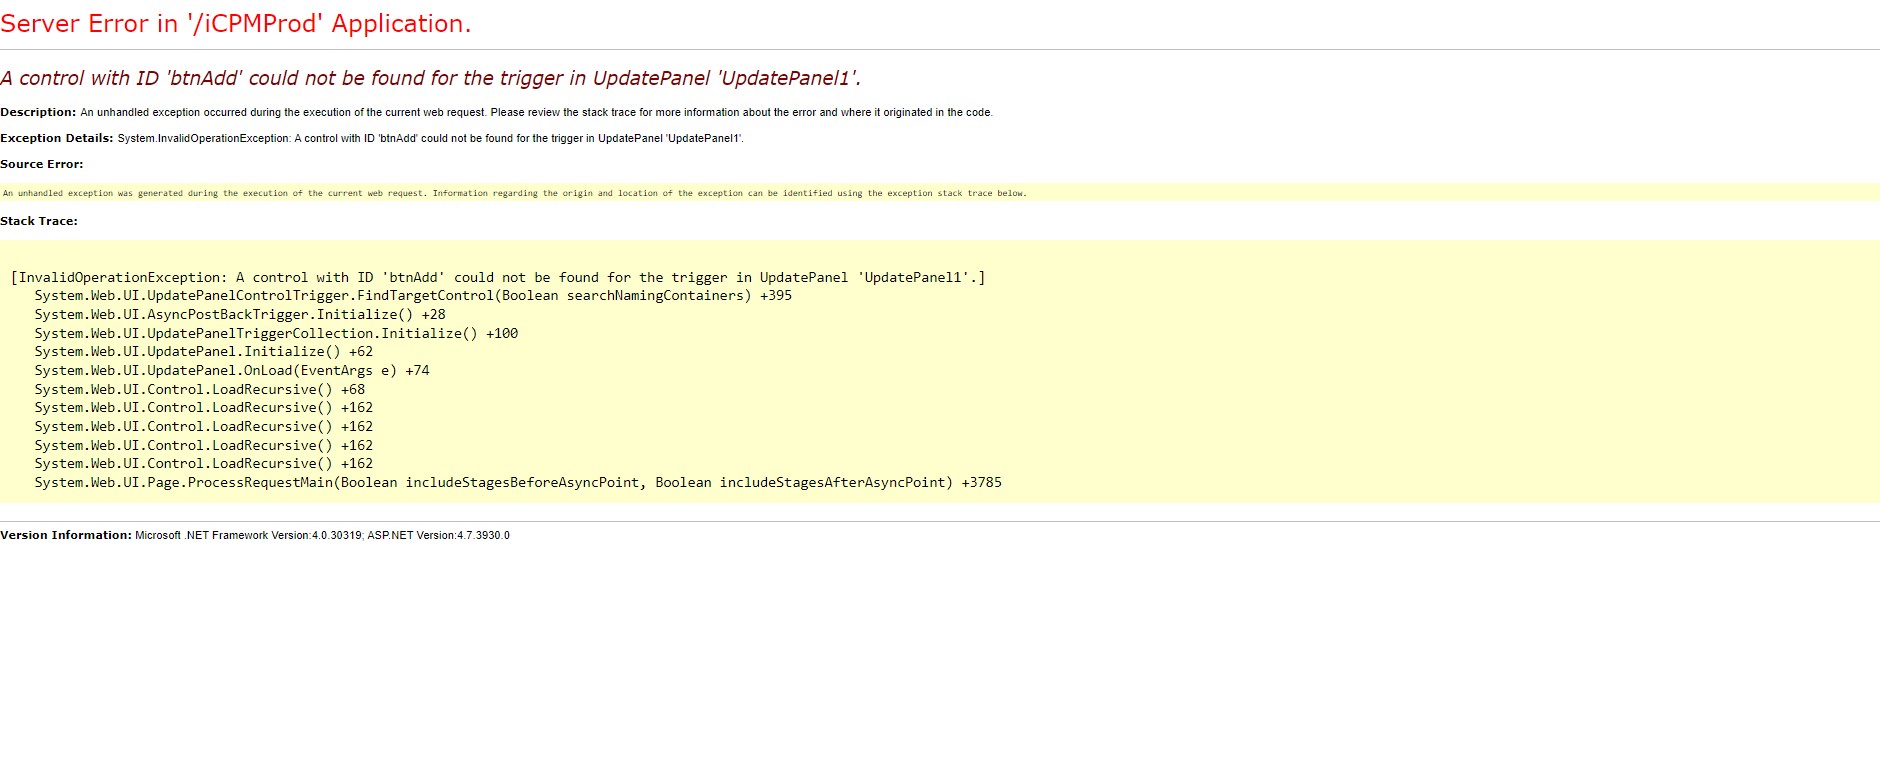 Server Error in '/iCPMProd' Application.
A control with ID 'btnAdd' could not be found for the trigger in UpdatePanel 'UpdatePanel1'.
Description: An unhandled exception occurred during the execution of the current web request. Please review the stack trace for more information about the error and where it originated in the code.
Exception Details: System.InvalidOperationException: A control with ID 'btnAdd' could not be found for the trigger in UpdatePanel 'UpdatePanel1'.
Source Error:
An unhandled exception was generated during the execution of the current web request. Information regarding the origin and location of the exception can be identified using the exception stack trace below.
Stack Trace:
[InvalidOperationException: A control with ID 'btnAdd' could not be found for the trigger in UpdatePanel 'UpdatePanel1'.]
System.Web.UI.UpdatePanelControlTrigger.FindTargetControl(Boolean searchNamingContainers) +395
System.Web.UI.AsyncPostBackTrigger.Initialize() +28
System.Web.UI.UpdatePanelTriggerCollection.Initialize() +100
System.Web.UI.UpdatePanel.Initialize() +62
System.Web.UI.UpdatePanel.OnLoad(EventArgs e) +74
System.Web.UI.Control.LoadRecursive() +68
System.Web.UI.Control.LoadRecursive() +162
System.Web.UI.Control.LoadRecursive() +162
System.Web.UI.Control.LoadRecursive() +162
System.Web.UI.Control.LoadRecursive() +162
System.Web.UI.Page.ProcessRequestMain(Boolean includeStagesBeforeAsyncPoint, Boolean includeStagesAfterAsyncPoint) +3785
Version Information: Microsoft .NET Framework Version:4.0.30319; ASP.NET Version:4.7.3930.0